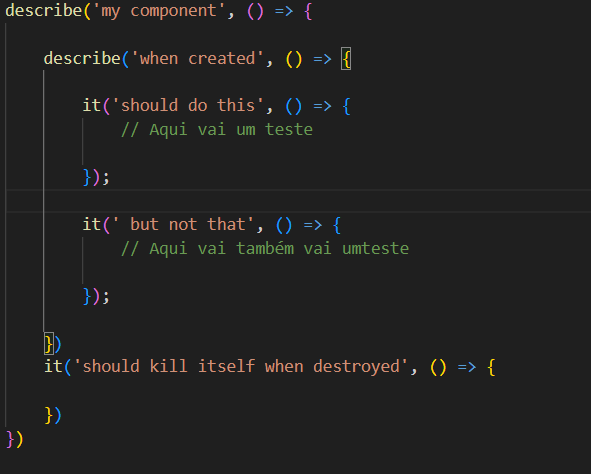 describe('my component', () => {
describe('when created', () => {
it('should do this', () => {
// Aqui vai um teste
});
it(' but not that', () => {
// Aqui vai também vai umteste
});
})
it('should kill itself when destroyed', () => {
})
})